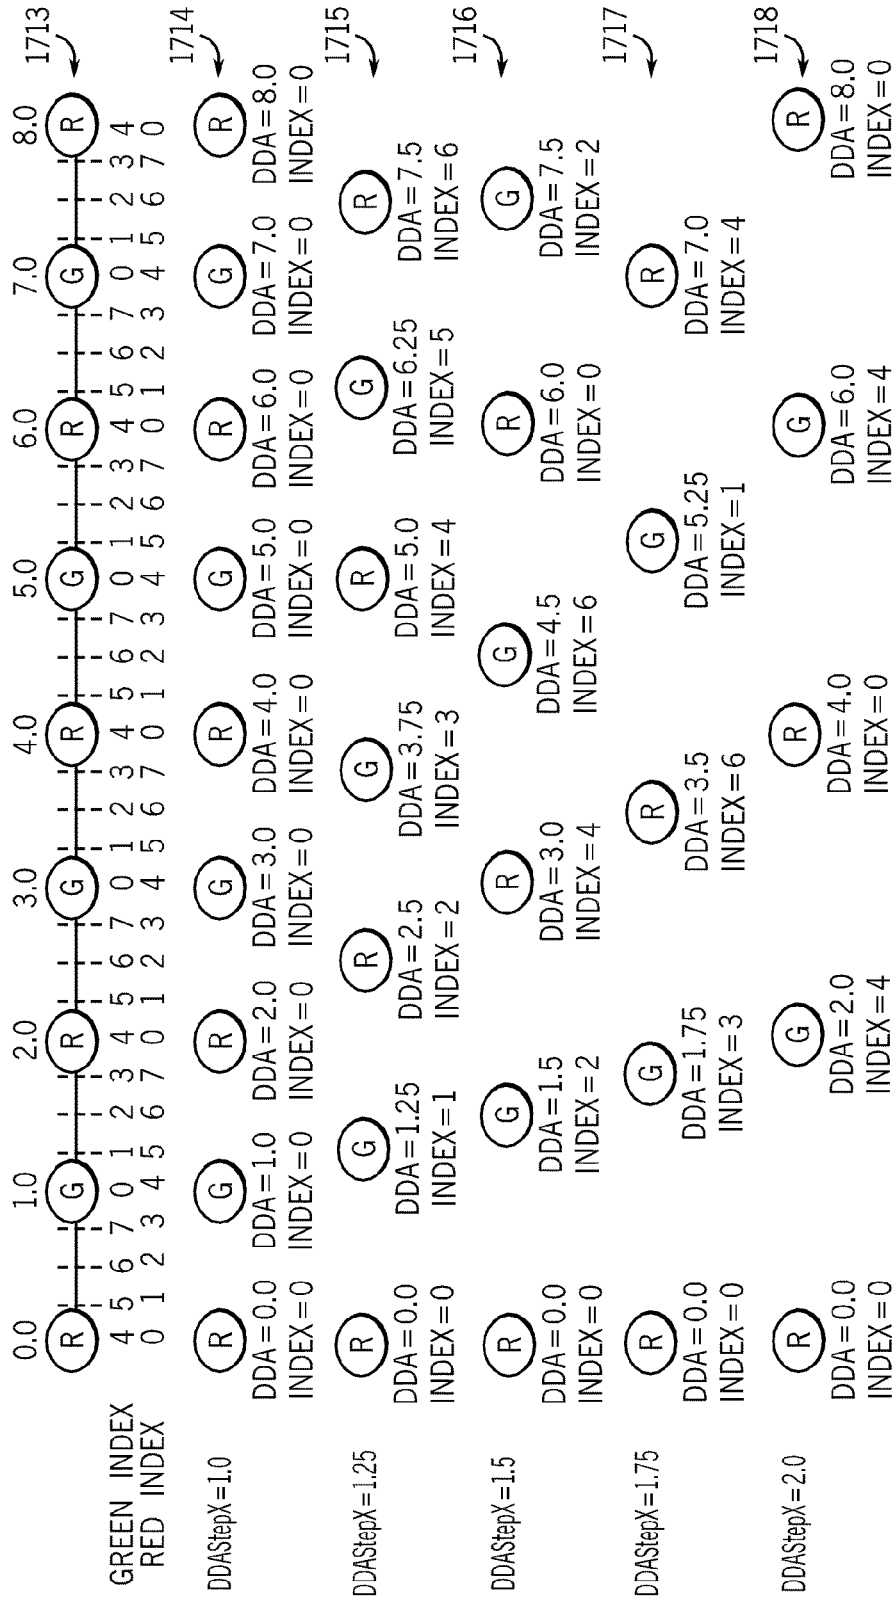 0.0 1.0 2.0 3.0 4.0 5.0 6.0 7.0 8.0 1713
R G R G R G R G R
GREEN INDEX 4 5 6 7 0 1 2 3 4 5 6 7 0 1 2 3 4 5 6 7 0 1 2 3 4 5 6 7 0 1 2 3 4
RED INDEX 0 1 2 3 4 5 6 7 0 1 2 3 4 5 6 7 0 1 2 3 4 5 6 7 0 1 2 3 4 5 6 7 0
1714
DDAStepX=1.0 R G R G R G R G R
DDA=0.0 DDA=1.0 DDA=2.0 DDA=3.0 DDA=4.0 DDA=5.0 DDA=6.0 DDA=7.0 DDA=8.0
INDEX=0 INDEX=0 INDEX=0 INDEX=0 INDEX=0 INDEX=0 INDEX=0 INDEX=0 INDEX=0
1715
DDAStepX=1.25 R G R G R G R
DDA=0.0 DDA=1.25 DDA=2.5 DDA=3.75 DDA=5.0 DDA=6.25 DDA=7.5
INDEX=0 INDEX=1 INDEX=2 INDEX=3 INDEX=4 INDEX=5 INDEX=6
1716
DDAStepX=1.5 R G R G R G
DDA=0.0 DDA=1.5 DDA=3.0 DDA=4.5 DDA=6.0 DDA=7.5
INDEX=0 INDEX=2 INDEX=4 INDEX=6 INDEX=0 INDEX=2
1717
DDAStepX=1.75 R G R G R
DDA=0.0 DDA=1.75 DDA=3.5 DDA=5.25 DDA=7.0
INDEX=0 INDEX=3 INDEX=6 INDEX=1 INDEX=4
1718
DDAStepX=2.0 R G R G R
DDA=0.0 DDA=2.0 DDA=4.0 DDA=6.0 DDA=8.0
INDEX=0 INDEX=4 INDEX=0 INDEX=4 INDEX=0